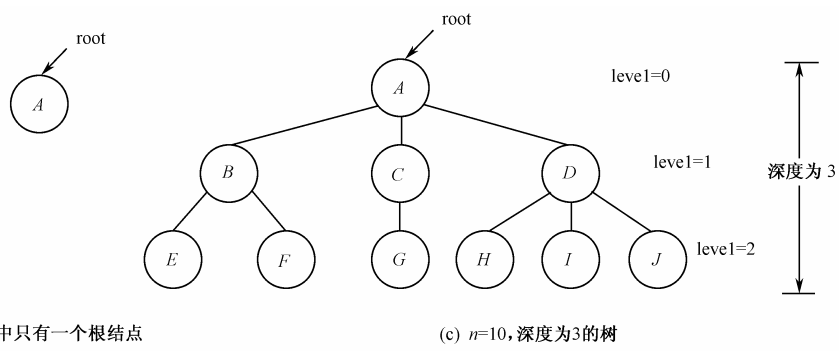 root
root
A
A
leve1=0
B
C
D
leve1=1
深度为 3
E
F
G
H
I
J
leve1=2
中只有一个根结点
(c) n=10,深度为3的树